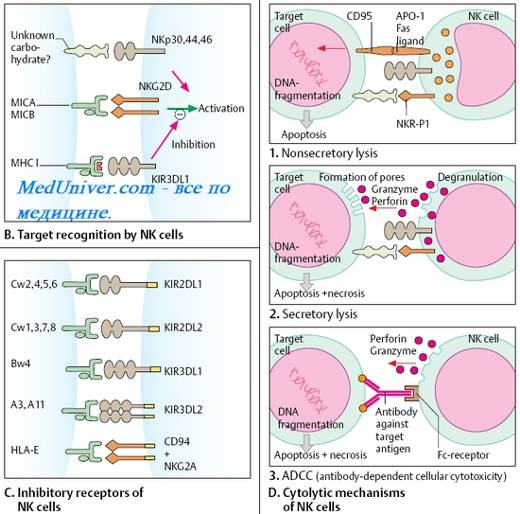 Unknown
carbo-
hydrate?
NKp30,44,46
NKG2D
MICA
MICB
Activation
Inhibition
MHC I
KIR3DL1
MedUniver.com - все по
медицине.
B. Target recognition by NK cells
Cw2,4,5,6
KIR2DL1
Cw1,3,7,8
KIR2DL2
Bw4
KIR3DL1
A3, A11
KIR3DL2
HLA-E
CD94
+
NKG2A
C. Inhibitory receptors of
NK cells
Target
cell
CD95
APO-1
Fas
ligand
NK cell
DNA-
fragmentation
NKR-P1
Apoptosis
1. Nonsecretory lysis
Target
cell
Formation of pores
Granzyme
Perforin
Degranulation
DNA-
fragmentation
Apoptosis +necrosis
2. Secretory lysis
Target
cell
Perforin
Granzyme
NK cell
DNA
fragmentation
Antibody
against
target
antigen
Fc-receptor
Apoptosis + necrosis
3. ADCC (antibody-dependent cellular cytotoxicity)
D. Cytolytic mechanisms
of NK cells